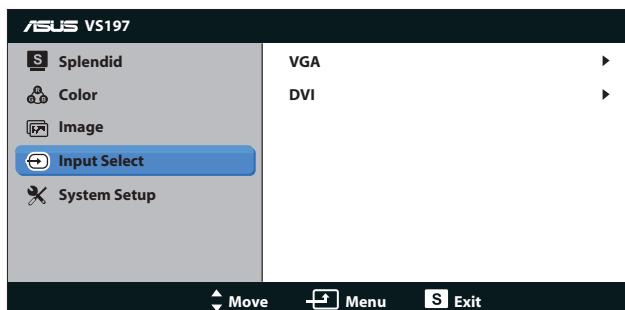 ASUS VS197
S Splendid
R G B Color
Image
Input Select
System Setup
VGA
DVI
Move Menu S Exit